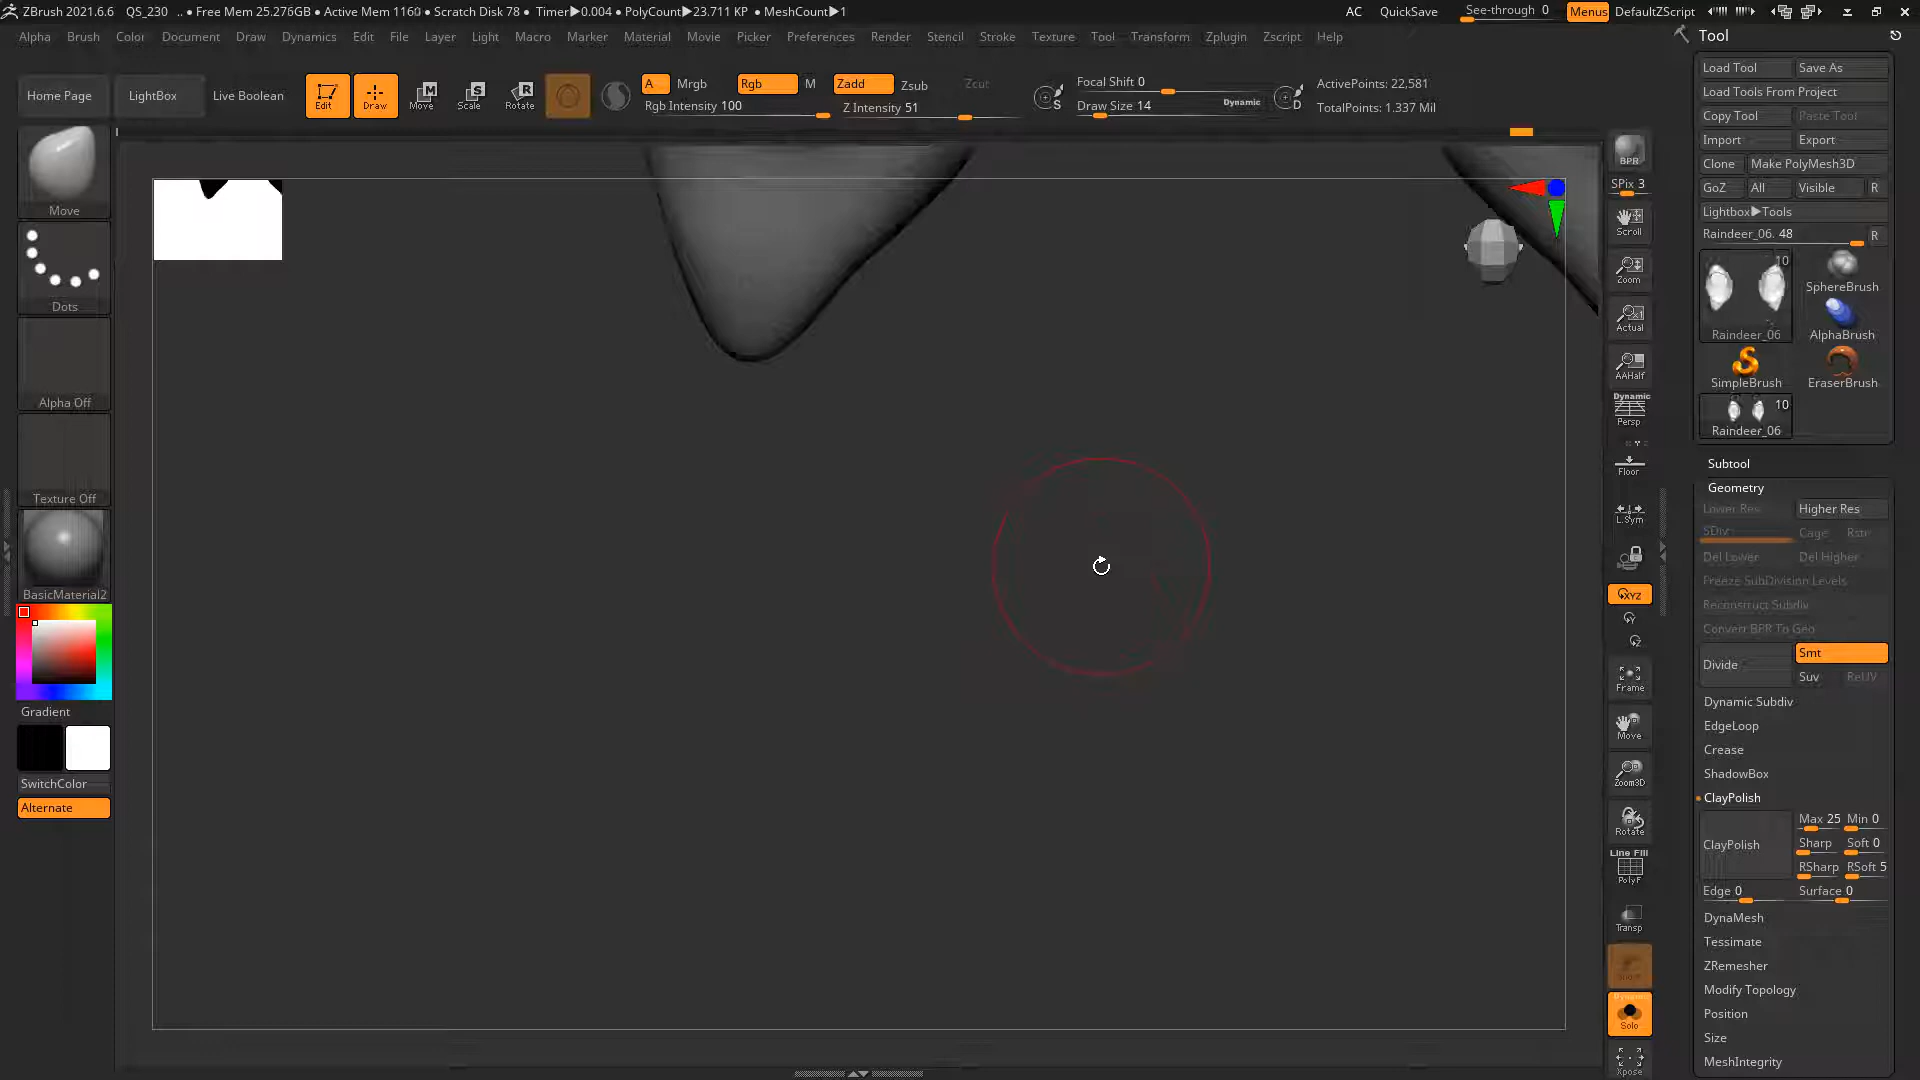 ZBrush 2021.6.6 QS_230 .. • Free Mem 25.276GB • Active Mem 1160 • Scratch Disk 78 • Timer▶0.004 • PolyCount▶23.711 KP • MeshCount▶1 AC QuickSave See-through 0 Menus DefaultZScript
Alpha Brush Color Document Draw Dynamics Edit File Layer Light Macro Marker Material Movie Picker Preferences Render Stencil Stroke Texture Tool Transform Zplugin Zscript Help
Home Page LightBox Live Boolean Edit Draw Move Scale Rotate
A Mrgb Rgb M Zadd Zsub Zcut
Rgb Intensity 100 Z Intensity 51
S Focal Shift 0
Draw Size 14 Dynamic D
ActivePoints: 22,581
TotalPoints: 1.337 Mil
Move
Dots
Alpha Off
Texture Off
BasicMaterial2
Gradient
SwitchColor
Alternate
BPR
SPix 3
Scroll
Zoom
Actual
AAHalf
Dynamic
Persp
Floor
L.Sym
XYZ
Y
Z
Frame
Move
Zoom3D
Rotate
Line Fill
PolyF
Transp
Dynamic
Solo
Xpose
Tool
Load Tool Save As
Load Tools From Project
Copy Tool Paste Tool
Import Export
Clone Make PolyMesh3D
GoZ All Visible R
Lightbox▶Tools
Raindeer_06. 48 R
10
Raindeer_06
SphereBrush
AlphaBrush
SimpleBrush
EraserBrush
10
Raindeer_06
Subtool
Geometry
Lower Res Higher Res
SDiv Cage Rstr
Del Lower Del Higher
Freeze SubDivision Levels
Reconstruct Subdiv
Convert BPR To Geo
Divide Smt
Suv ReUV
Dynamic Subdiv
EdgeLoop
Crease
ShadowBox
ClayPolish
ClayPolish
Max 25 Min 0
Sharp Soft 0
RSharp RSoft 5
Edge 0 Surface 0
DynaMesh
Tessimate
ZRemesher
Modify Topology
Position
Size
MeshIntegrity